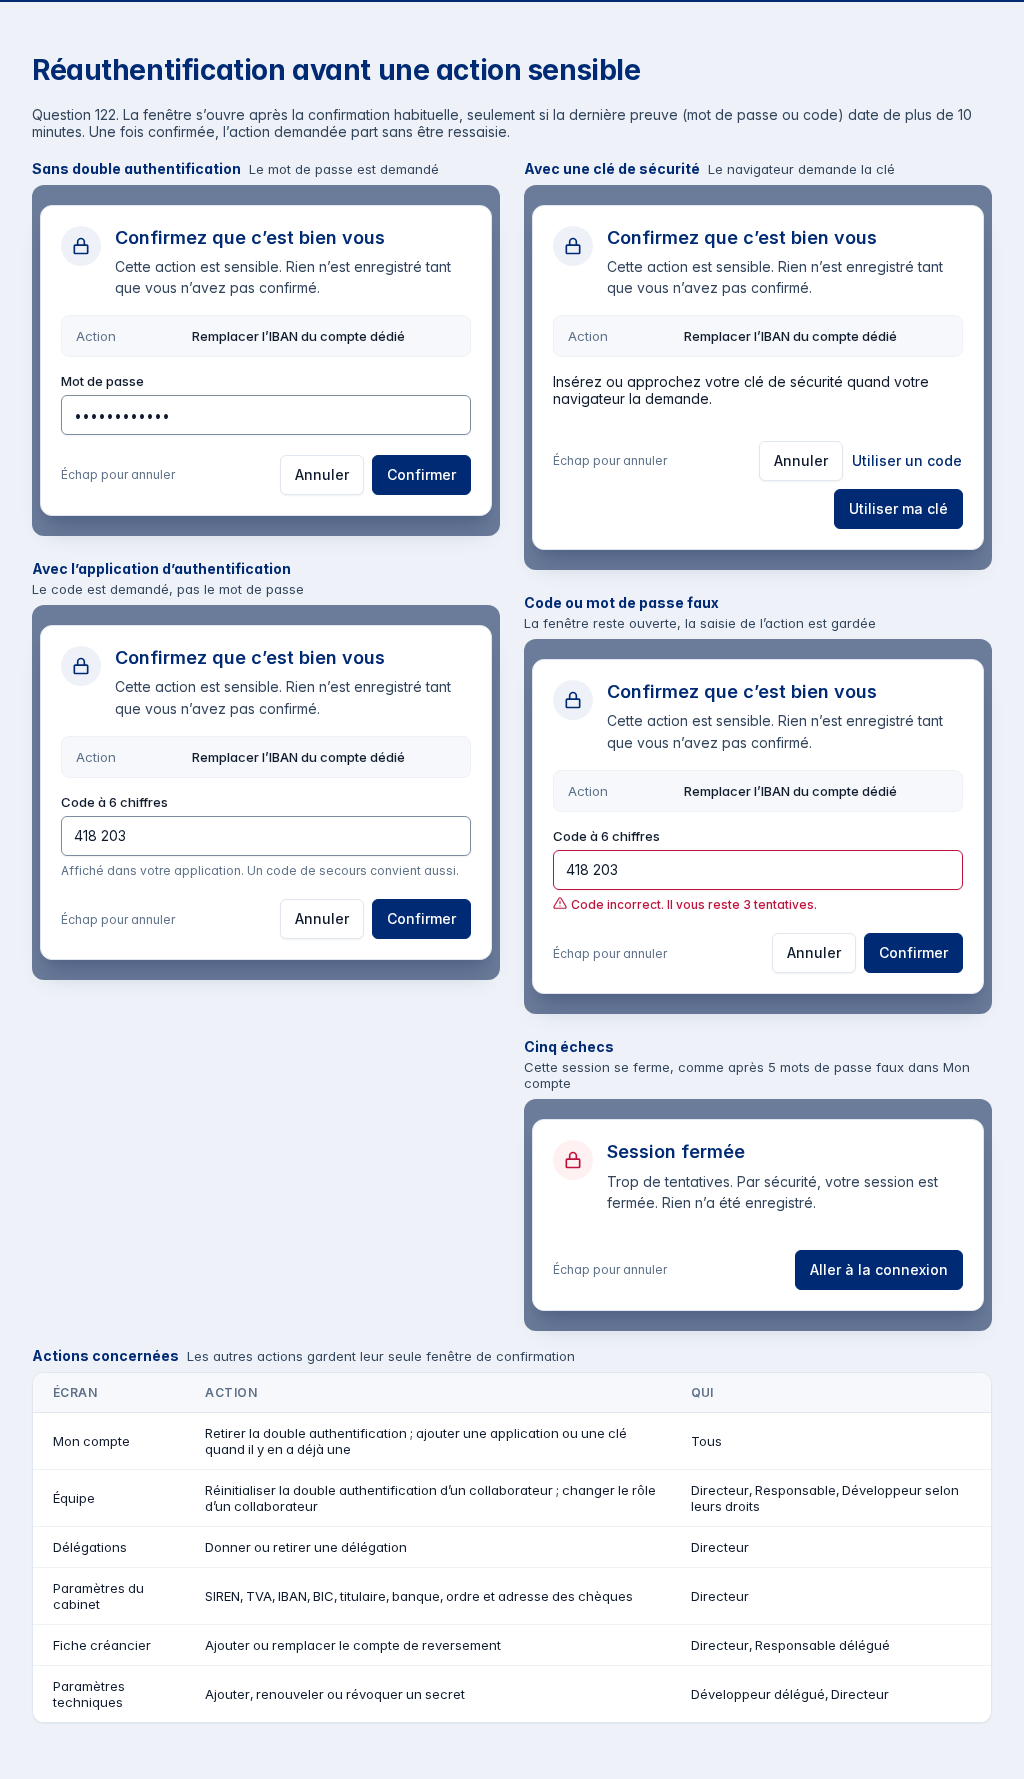 Réauthentification avant une action sensible
Question 122. La fenêtre s’ouvre après la confirmation habituelle, seulement si la dernière preuve (mot de passe ou code) date de plus de 10
minutes. Une fois confirmée, l’action demandée part sans être ressaisie.
Sans double authentification Le mot de passe est demandé
Confirmez que c’est bien vous
Cette action est sensible. Rien n’est enregistré tant
que vous n’avez pas confirmé.
Action Remplacer l’IBAN du compte dédié
Mot de passe
••••••••••••
Échap pour annuler Annuler Confirmer
Avec l’application d’authentification
Le code est demandé, pas le mot de passe
Confirmez que c’est bien vous
Cette action est sensible. Rien n’est enregistré tant
que vous n’avez pas confirmé.
Action Remplacer l’IBAN du compte dédié
Code à 6 chiffres
418 203
Affiché dans votre application. Un code de secours convient aussi.
Échap pour annuler Annuler Confirmer
Avec une clé de sécurité Le navigateur demande la clé
Confirmez que c’est bien vous
Cette action est sensible. Rien n’est enregistré tant
que vous n’avez pas confirmé.
Action Remplacer l’IBAN du compte dédié
Insérez ou approchez votre clé de sécurité quand votre
navigateur la demande.
Échap pour annuler Annuler Utiliser un code
Utiliser ma clé
Code ou mot de passe faux
La fenêtre reste ouverte, la saisie de l’action est gardée
Confirmez que c’est bien vous
Cette action est sensible. Rien n’est enregistré tant
que vous n’avez pas confirmé.
Action Remplacer l’IBAN du compte dédié
Code à 6 chiffres
418 203
Code incorrect. Il vous reste 3 tentatives.
Échap pour annuler Annuler Confirmer
Cinq échecs
Cette session se ferme, comme après 5 mots de passe faux dans Mon
compte
Session fermée
Trop de tentatives. Par sécurité, votre session est
fermée. Rien n’a été enregistré.
Échap pour annuler Aller à la connexion
Actions concernées Les autres actions gardent leur seule fenêtre de confirmation
ÉCRAN ACTION QUI
Mon compte
Retirer la double authentification ; ajouter une application ou une clé
quand il y en a déjà une
Tous
Équipe
Réinitialiser la double authentification d’un collaborateur ; changer le rôle
d’un collaborateur
Directeur, Responsable, Développeur selon
leurs droits
Délégations Donner ou retirer une délégation Directeur
Paramètres du
cabinet
SIREN, TVA, IBAN, BIC, titulaire, banque, ordre et adresse des chèques Directeur
Fiche créancier Ajouter ou remplacer le compte de reversement Directeur, Responsable délégué
Paramètres
techniques
Ajouter, renouveler ou révoquer un secret Développeur délégué, Directeur